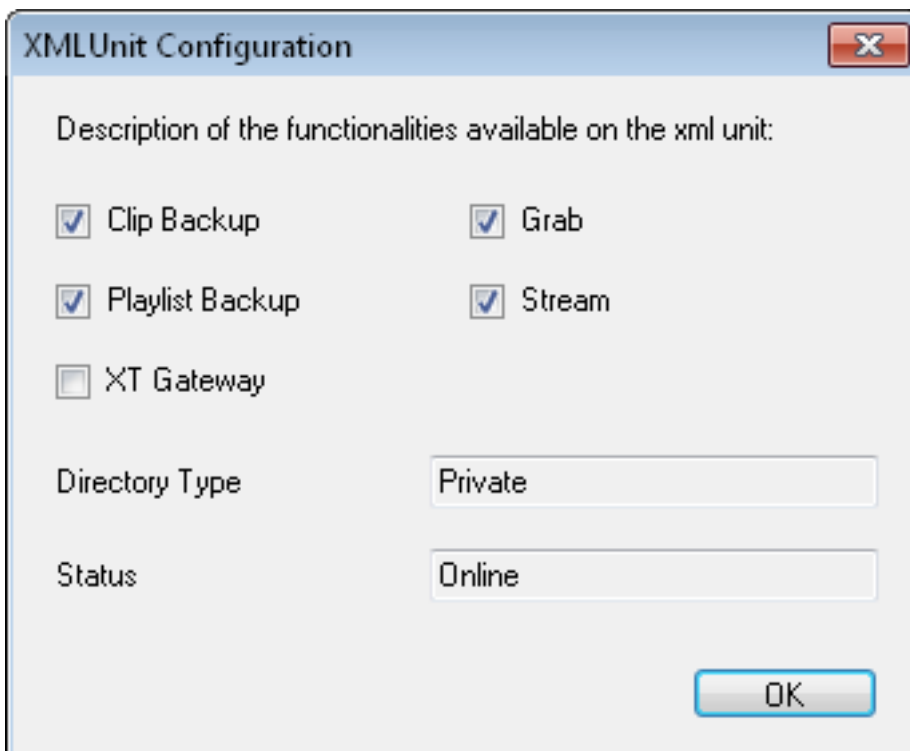 XMLUnit Configuration
Description of the functionalities available on the xml unit:
Clip Backup Grab
Playlist Backup Stream
XT Gateway
Directory Type Private
Status Online
OK